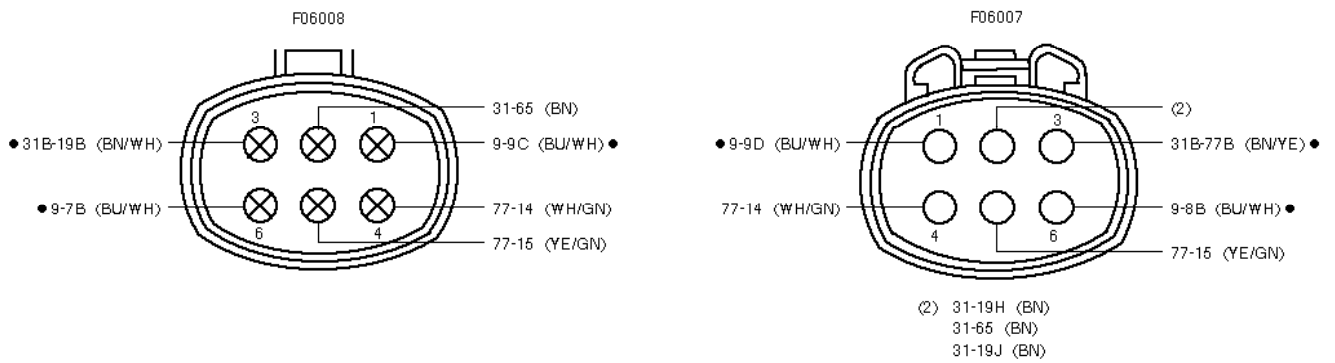 F06008
F06007
31-65 (BN)
3
1
● 31B-19B (BN/WH)
9-9C (BU/WH) ●
● 9-7B (BU/WH)
77-14 (WH/GN)
6
4
77-15 (YE/GN)
(2)
1
3
● 9-9D (BU/WH)
31B-77B (BN/YE) ●
77-14 (WH/GN)
9-8B (BU/WH) ●
4
6
77-15 (YE/GN)
(2) 31-19H (BN)
31-65 (BN)
31-19J (BN)